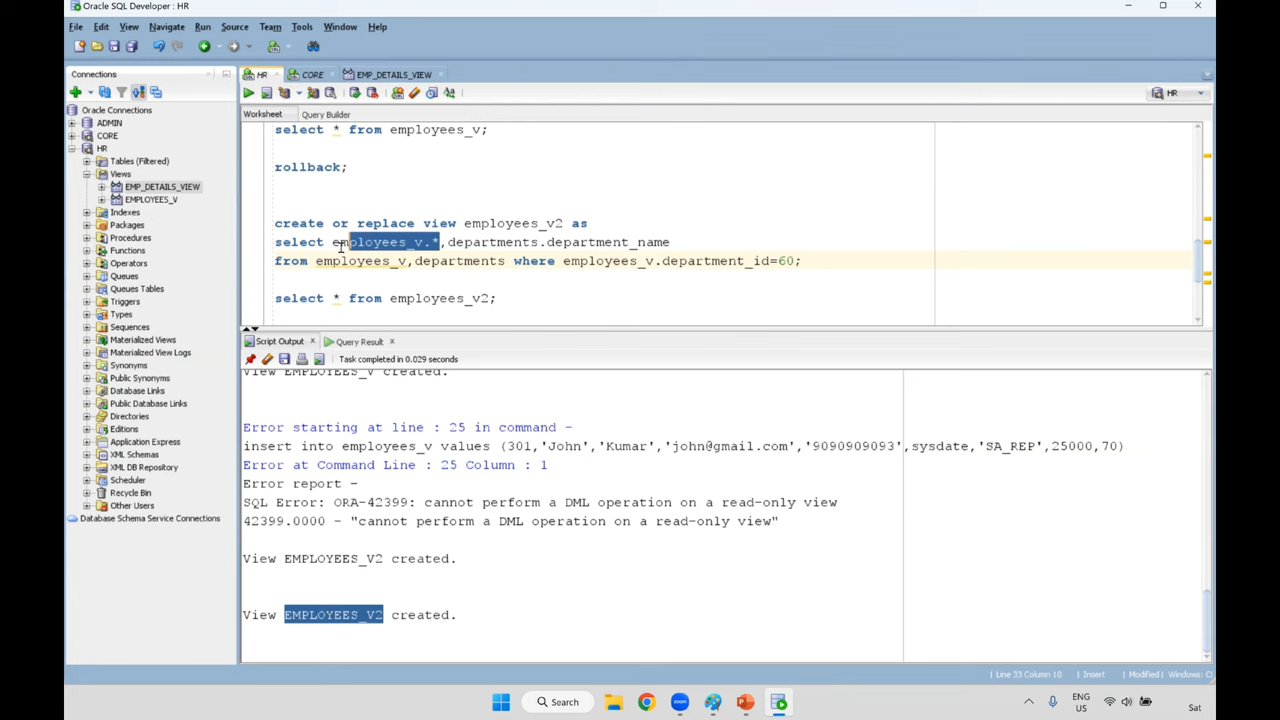 Oracle SQL Developer : HR
File Edit View Navigate Run Source Team Tools Window Help
Connections
HR CORE EMP_DETAILS_VIEW
HR
Worksheet Query Builder
Oracle Connections
ADMIN
CORE
HR
Tables (Filtered)
Views
EMP_DETAILS_VIEW
EMPLOYEES_V
Indexes
Packages
Procedures
Functions
Operators
Queues
Queues Tables
Triggers
Types
Sequences
Materialized Views
Materialized View Logs
Synonyms
Public Synonyms
Database Links
Public Database Links
Directories
Editions
Application Express
XML Schemas
XML DB Repository
Scheduler
Recycle Bin
Other Users
Database Schema Service Connections
select * from employees_v;
rollback;
create or replace view employees_v2 as
select employees_v.*,departments.department_name
from employees_v,departments where employees_v.department_id=60;
select * from employees_v2;
Script Output Query Result
Task completed in 0.029 seconds
View EMPLOYEES_V created.
Error starting at line : 25 in command -
insert into employees_v values (301,'John','Kumar','john@gmail.com','9090909093',sysdate,'SA_REP',25000,70)
Error at Command Line : 25 Column : 1
Error report -
SQL Error: ORA-42399: cannot perform a DML operation on a read-only view
42399.0000 - "cannot perform a DML operation on a read-only view"
View EMPLOYEES_V2 created.
View EMPLOYEES_V2 created.
Line 33 Column 10 Insert Modified Windows: C
Search
ENG
US
Sat